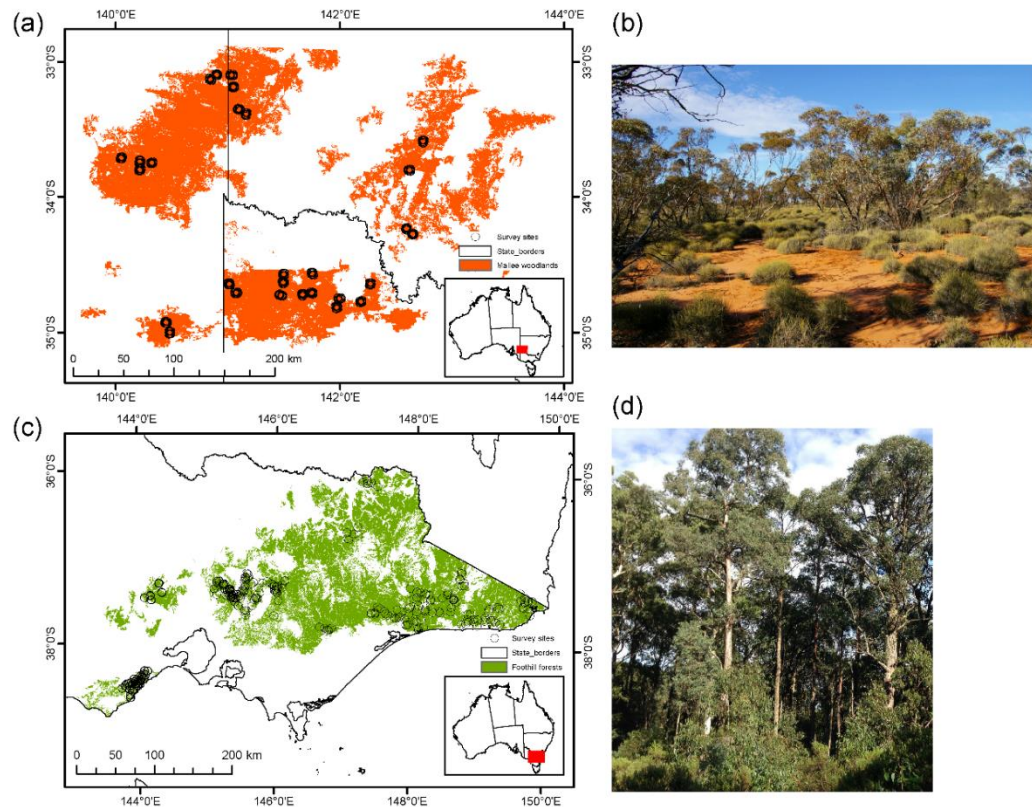 (a)
140°0'E 142°0'E 144°0'E
33°0'S 33°0'S
34°0'S 34°0'S
35°0'S 35°0'S
Survey sites
State_borders
Mallee woodlands
0 50 100 200 km
140°0'E 142°0'E 144°0'E
(b)
(c)
144°0'E 146°0'E 148°0'E 150°0'E
36°0'S 36°0'S
38°0'S 38°0'S
Survey sites
State_borders
Foothill forests
0 50 100 200 km
144°0'E 146°0'E 148°0'E 150°0'E
(d)